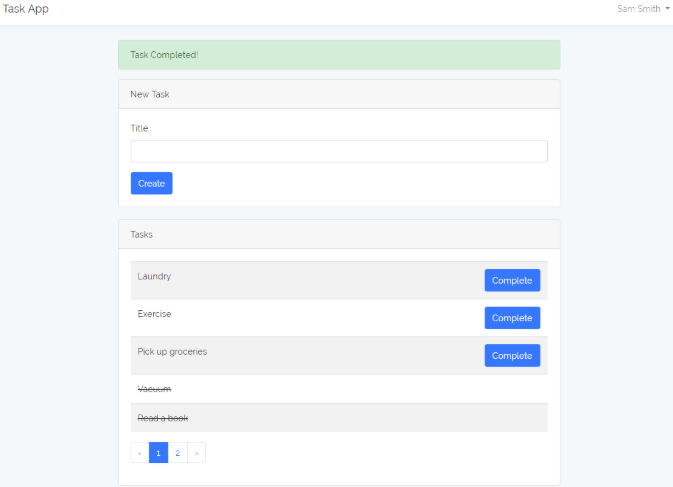 Task App
Sam Smith
Task Completed!
New Task
Title
Create
Tasks
Laundry
Complete
Exercise
Complete
Pick up groceries
Complete
Vacuum
Read a book
‹ 1 2 ›